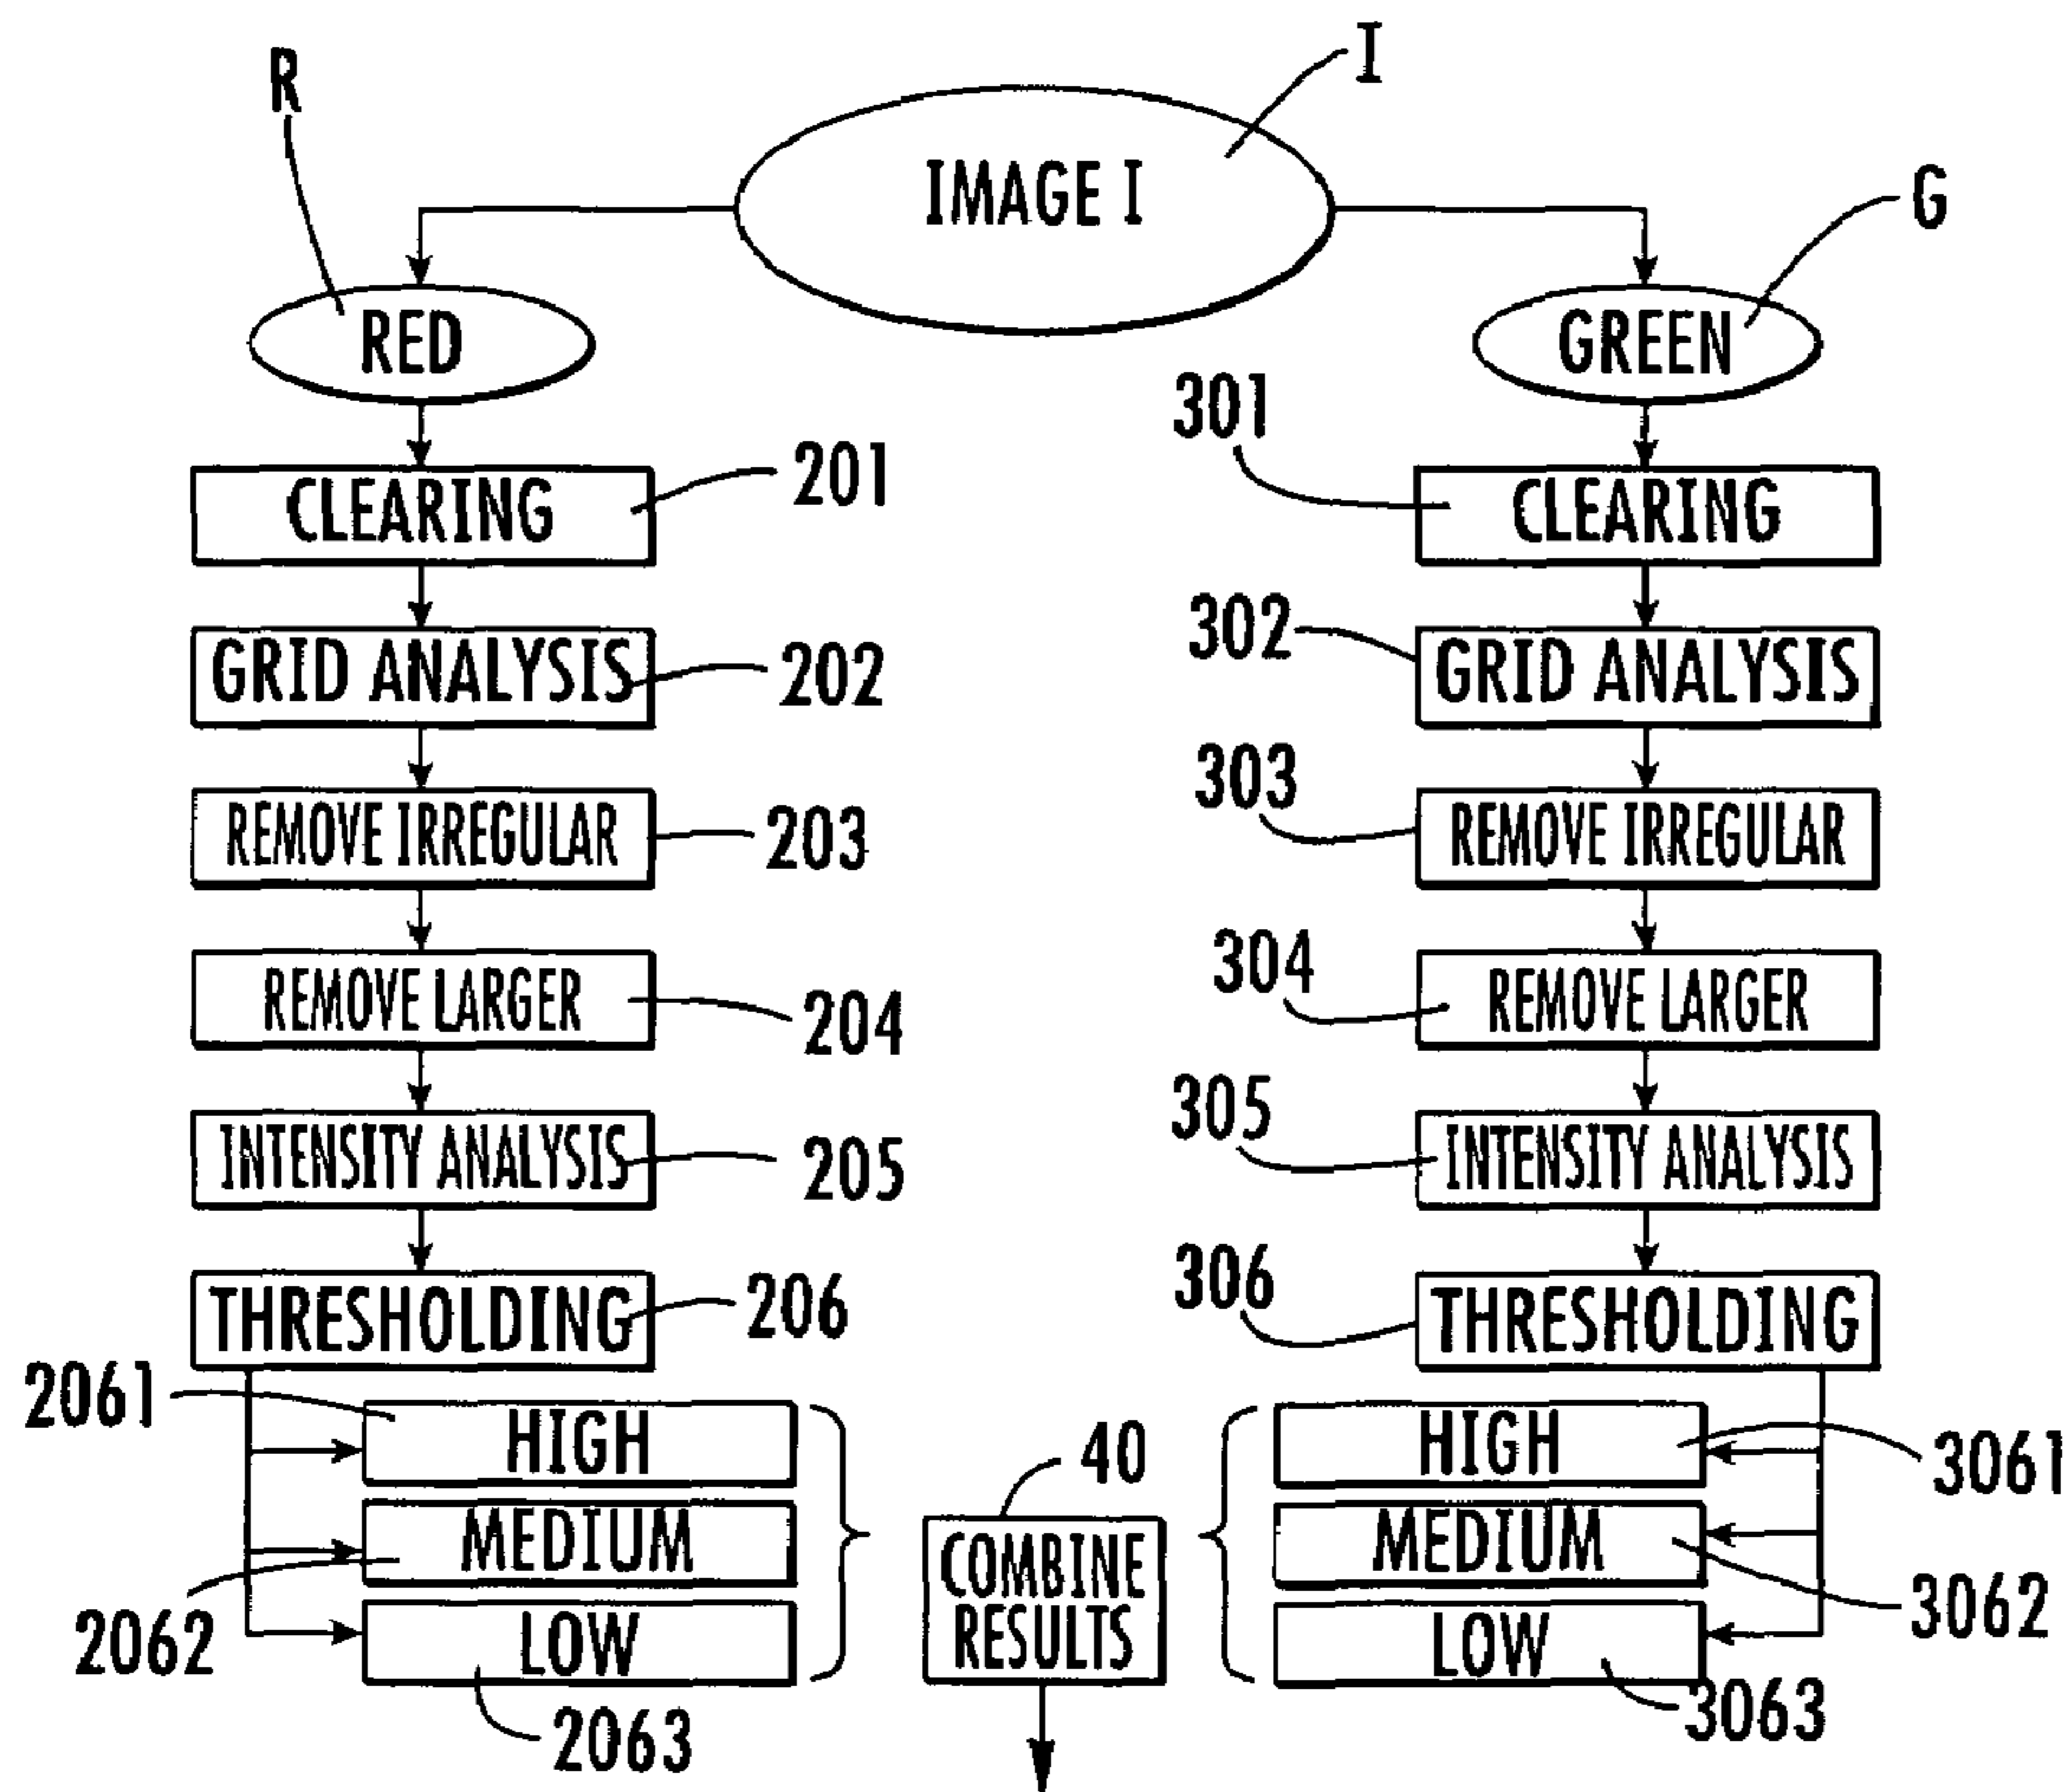 I
R
IMAGE I
G
RED
GREEN
301
201
CLEARING
CLEARING
302
GRID ANALYSIS
202
GRID ANALYSIS
303
REMOVE IRREGULAR
203
REMOVE IRREGULAR
304
REMOVE LARGER
204
REMOVE LARGER
305
INTENSITY ANALYSIS
205
INTENSITY ANALYSIS
306
THRESHOLDING
206
THRESHOLDING
2061
HIGH
40
HIGH
3061
MEDIUM
COMBINE
RESULTS
MEDIUM
3062
2062
LOW
LOW
3063
2063